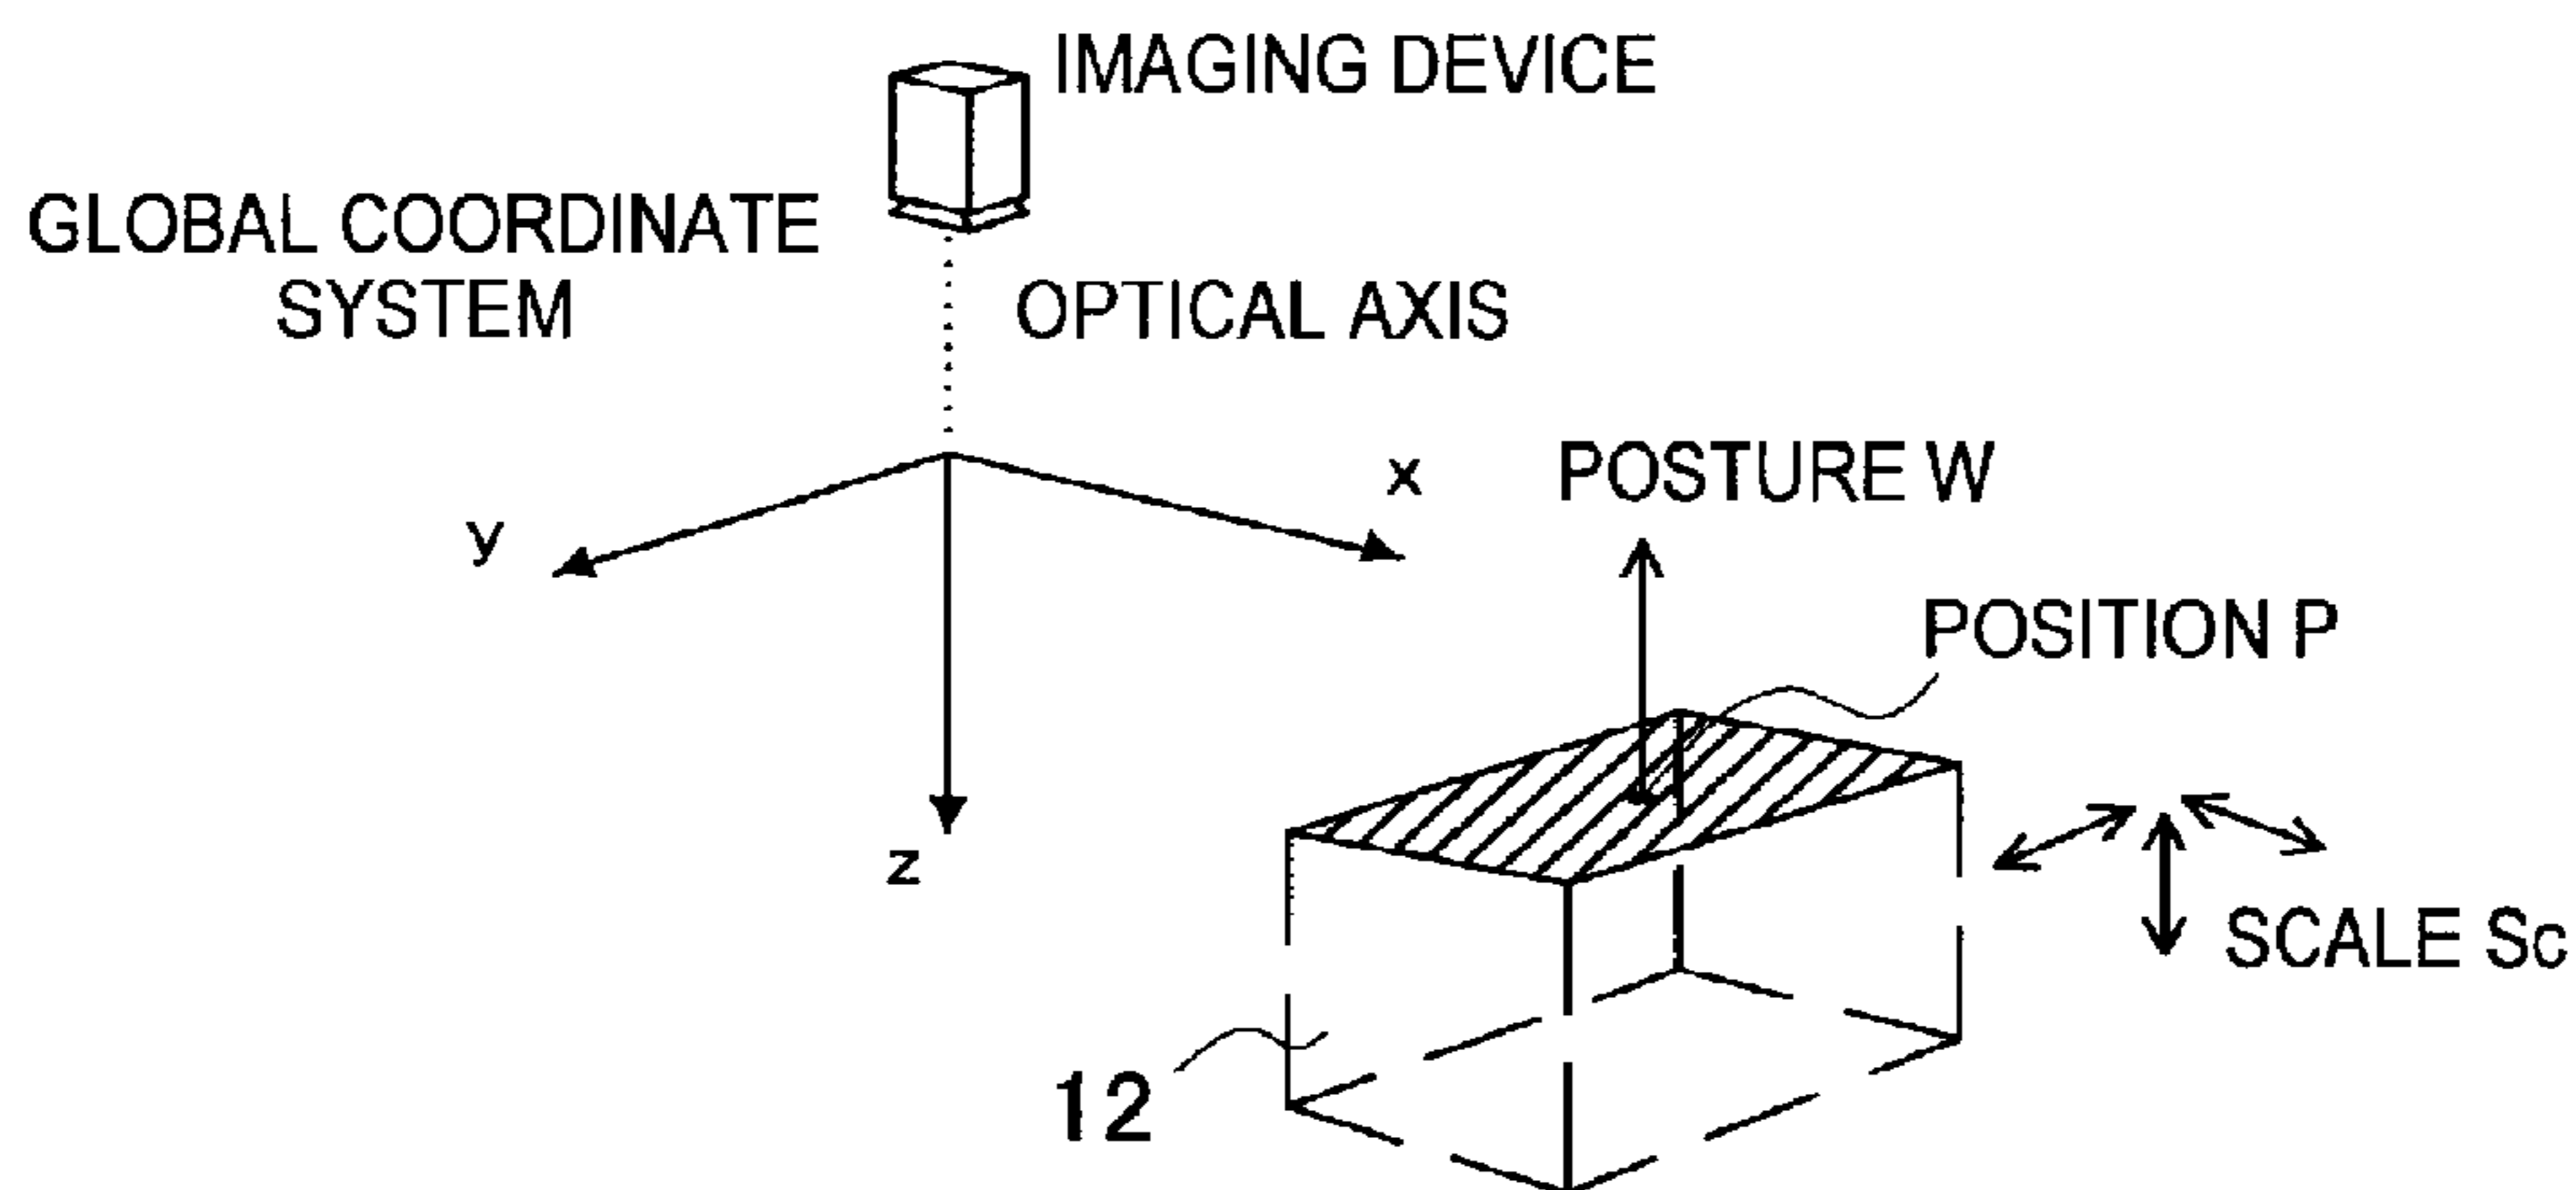 IMAGING DEVICE
GLOBAL COORDINATE
SYSTEM
OPTICAL AXIS
x
y
z
POSTURE W
POSITION P
SCALE Sc
12